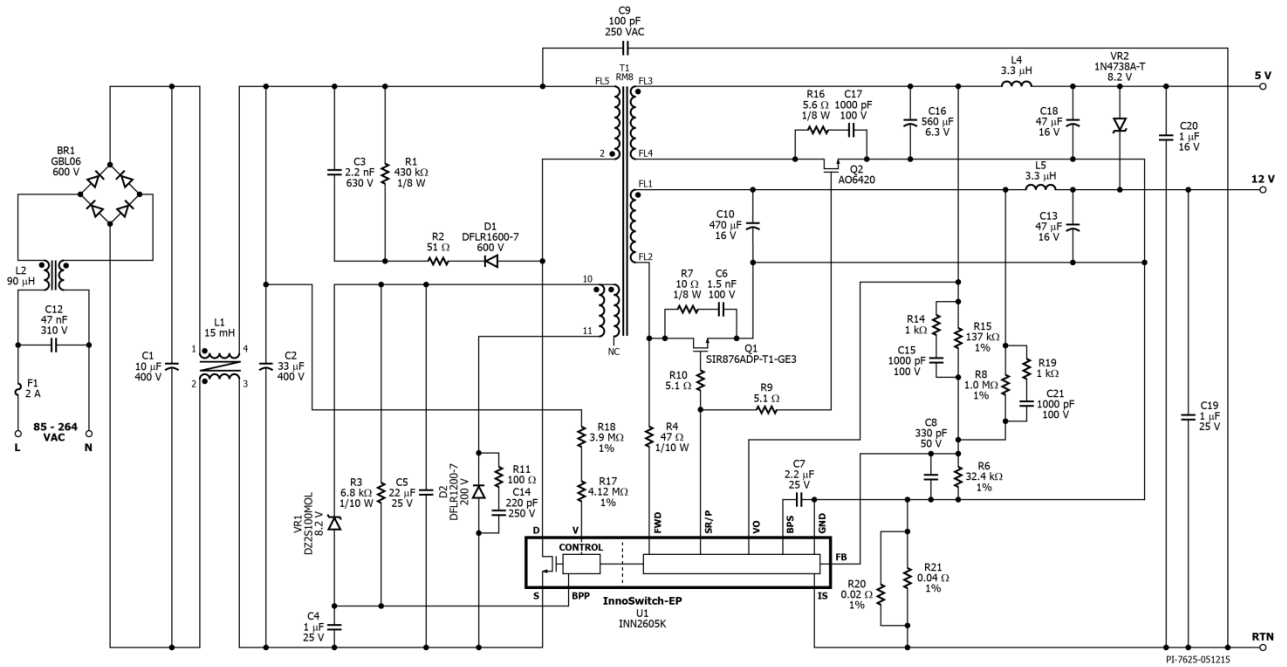 C9
100 pF
250 VAC
T1
RM8
FL5
FL3
2
FL4
FL1
FL2
10
11
NC
L4
3.3 µH
VR2
1N4738A-T
8.2 V
5 V
R16
5.6 Ω
1/8 W
C17
1000 pF
100 V
C16
560 µF
6.3 V
C18
47 µF
16 V
C20
1 µF
16 V
Q2
AO6420
L5
3.3 µH
12 V
BR1
GBL06
600 V
C3
2.2 nF
630 V
R1
430 kΩ
1/8 W
R2
51 Ω
D1
DFLR1600-7
600 V
C10
470 µF
16 V
C13
47 µF
16 V
L2
90 µH
C12
47 nF
310 V
F1
2 A
85 - 264
VAC
L
N
C1
10 µF
400 V
L1
15 mH
1
4
2
3
C2
33 µF
400 V
R7
10 Ω
1/8 W
C6
1.5 nF
100 V
Q1
SIR876ADP-T1-GE3
R10
5.1 Ω
R9
5.1 Ω
R4
47 Ω
1/10 W
R14
1 kΩ
C15
1000 pF
100 V
R15
137 kΩ
1%
R8
1.0 MΩ
1%
R19
1 kΩ
C21
1000 pF
100 V
C8
330 pF
50 V
R6
32.4 kΩ
1%
C19
1 µF
25 V
R18
3.9 MΩ
1%
R17
4.12 MΩ
1%
R3
6.8 kΩ
1/10 W
C5
22 µF
25 V
D2
DFLR1200-7
200 V
R11
100 Ω
C14
220 pF
250 V
VR1
DZ2S100MOL
8.2 V
C7
2.2 µF
25 V
D
V
FWD
SR/P
VO
BPS
GND
CONTROL
FB
S
BPP
InnoSwitch-EP
IS
U1
INN2605K
C4
1 µF
25 V
R20
0.02 Ω
1%
R21
0.04 Ω
1%
RTN
PI-7625-051215